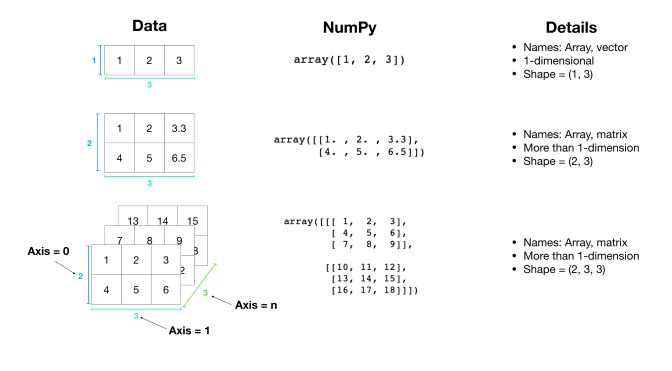 Data
NumPy
Details
1
1 2 3
3
array([1, 2, 3])
• Names: Array, vector
• 1-dimensional
• Shape = (1, 3)
2
1 2 3.3
4 5 6.5
3
array([[1. , 2. , 3.3],
[4. , 5. , 6.5]])
• Names: Array, matrix
• More than 1-dimension
• Shape = (2, 3)
13 14 15
7 8 9
1 2 3
4 5 6
2
3
3
Axis = 0
Axis = 1
Axis = n
array([[[ 1, 2, 3],
[ 4, 5, 6],
[ 7, 8, 9]],
[[10, 11, 12],
[13, 14, 15],
[16, 17, 18]]])
• Names: Array, matrix
• More than 1-dimension
• Shape = (2, 3, 3)